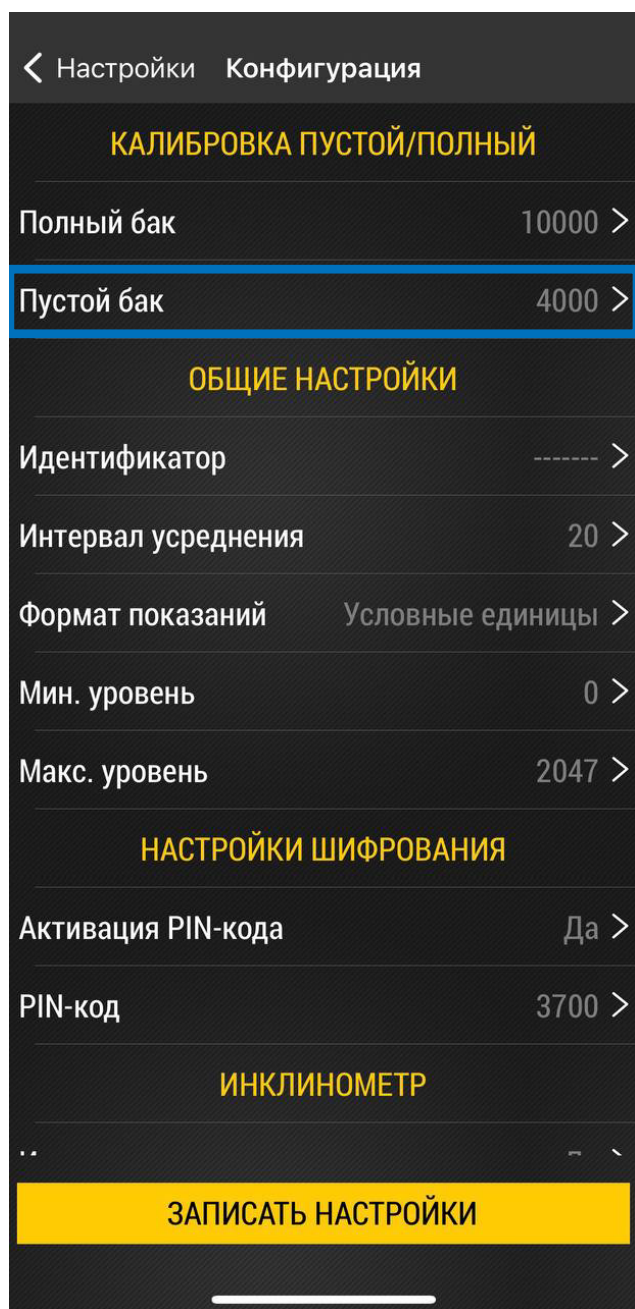 Настройки Конфигурация
КАЛИБРОВКА ПУСТОЙ/ПОЛНЫЙ
Полный бак 10000
Пустой бак 4000
ОБЩИЕ НАСТРОЙКИ
Идентификатор -------
Интервал усреднения 20
Формат показаний Условные единицы
Мин. уровень 0
Макс. уровень 2047
НАСТРОЙКИ ШИФРОВАНИЯ
Активация PIN-кода Да
PIN-код 3700
ИНКЛИНОМЕТР
ЗАПИСАТЬ НАСТРОЙКИ